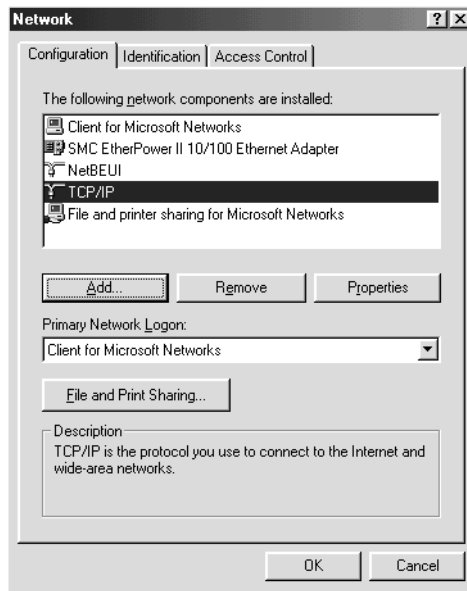 Network
Configuration Identification Access Control
The following network components are installed:
Client for Microsoft Networks
SMC EtherPower II 10/100 Ethernet Adapter
NetBEUI
TCP/IP
File and printer sharing for Microsoft Networks
Add... Remove Properties
Primary Network Logon:
Client for Microsoft Networks
File and Print Sharing...
Description
TCP/IP is the protocol you use to connect to the Internet and
wide-area networks.
OK Cancel